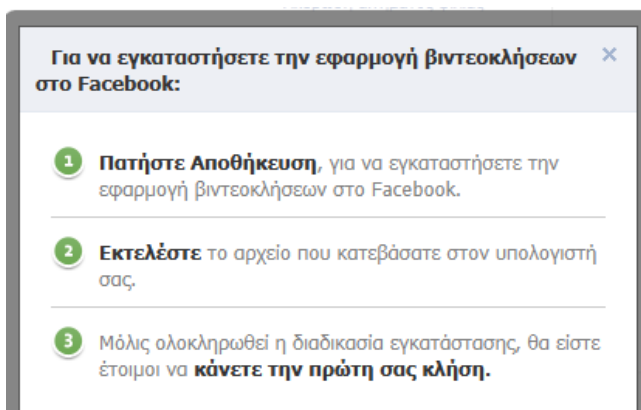 Για να εγκαταστήσετε την εφαρμογή βιντεοκλήσεων
στο Facebook:
1 Πατήστε Αποθήκευση, για να εγκαταστήσετε την
εφαρμογή βιντεοκλήσεων στο Facebook.
2 Εκτελέστε το αρχείο που κατεβάσατε στον υπολογιστή
σας.
3 Μόλις ολοκληρωθεί η διαδικασία εγκατάστασης, θα είστε
έτοιμοι να κάνετε την πρώτη σας κλήση.